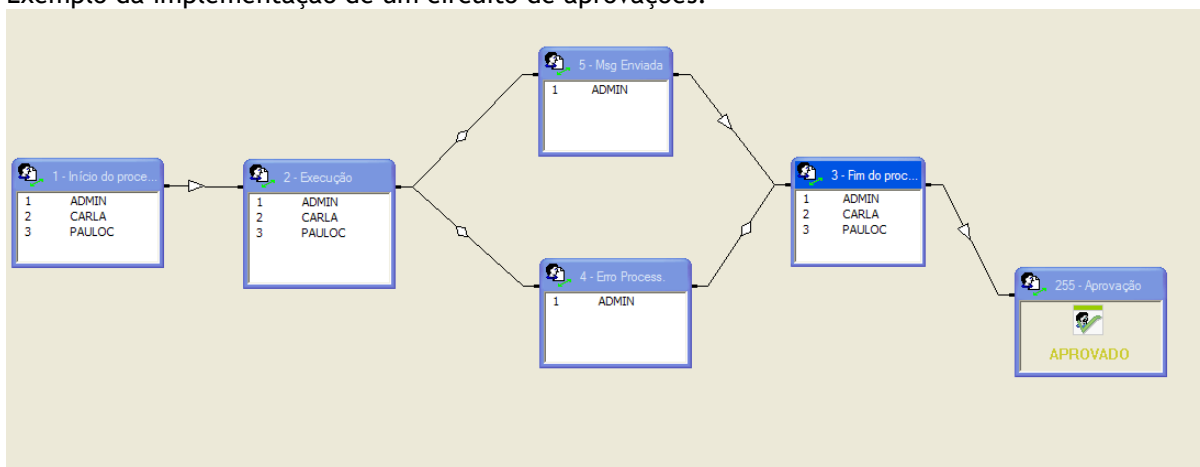 Exemplo da implementação de um circuito de aprovações.
5 - Msg Enviada
1 ADMIN
1 - Início do proce...
1 ADMIN
2 CARLA
3 PAULOC
2 - Execução
1 ADMIN
2 CARLA
3 PAULOC
3 - Fim do proc...
1 ADMIN
2 CARLA
3 PAULOC
4 - Erro Process.
1 ADMIN
255 - Aprovação
APROVADO